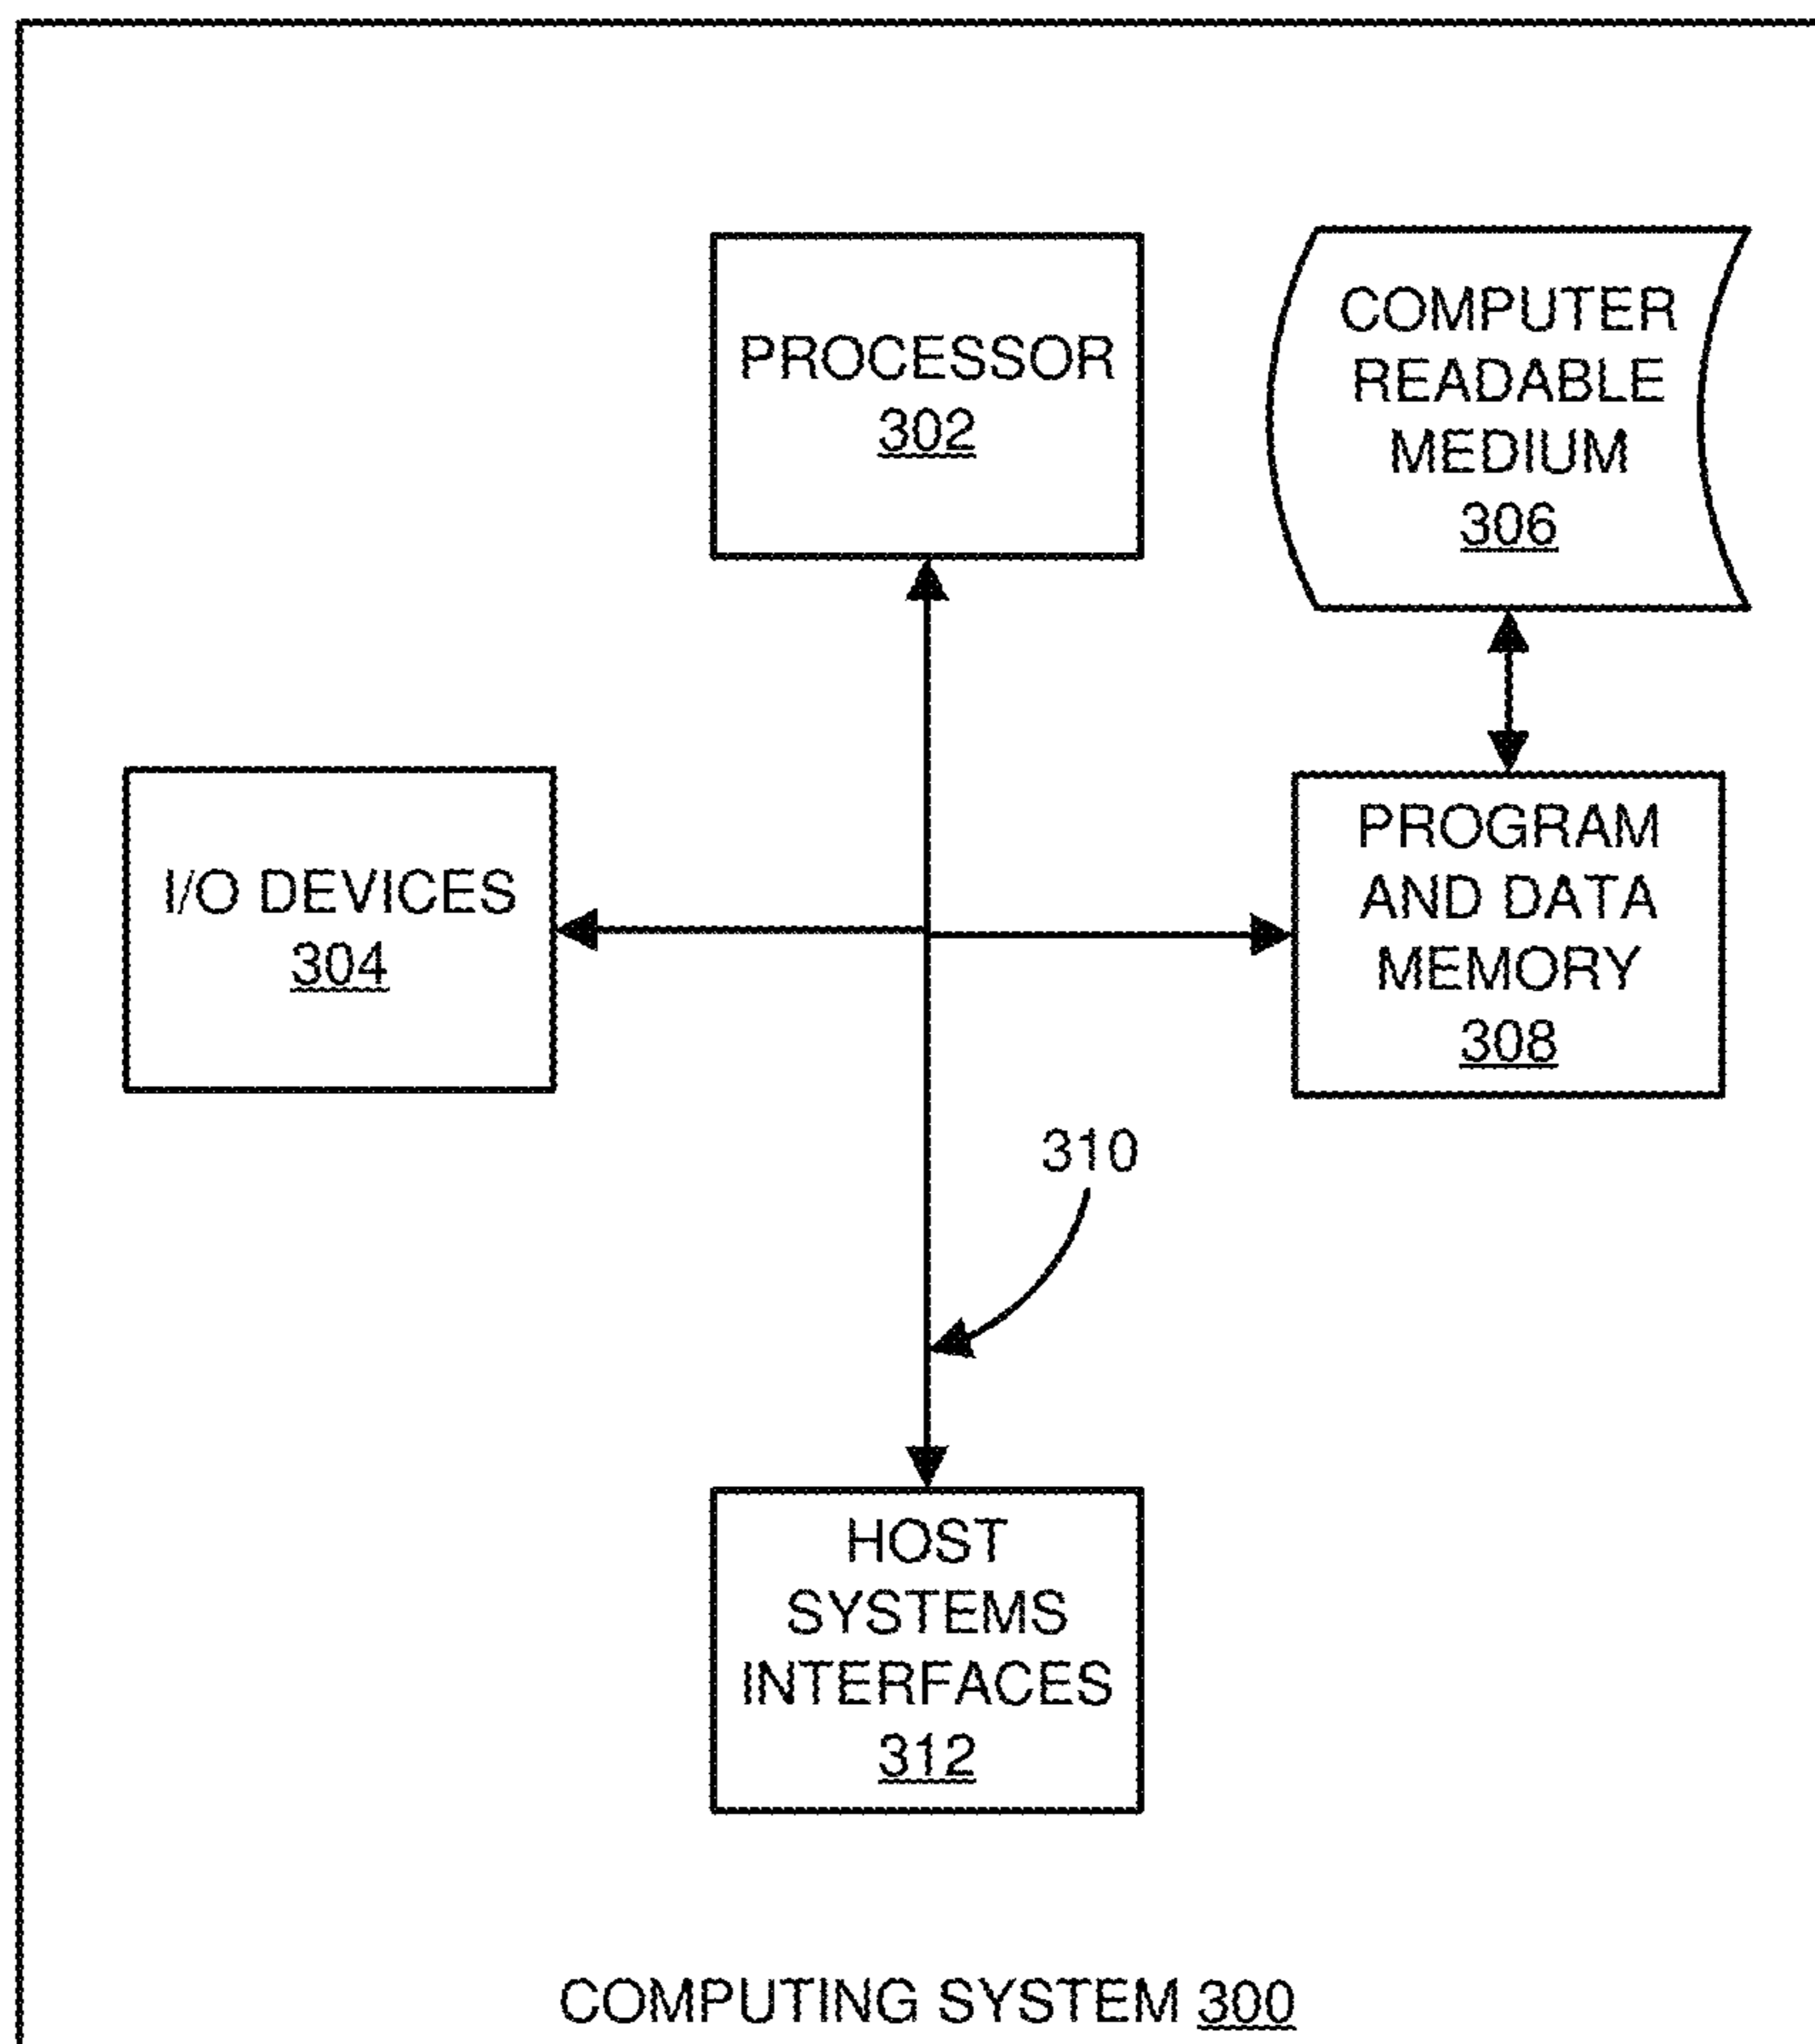 PROCESSOR
302
COMPUTER
READABLE
MEDIUM
306
I/O DEVICES
304
PROGRAM
AND DATA
MEMORY
308
310
HOST
SYSTEMS
INTERFACES
312
COMPUTING SYSTEM 300